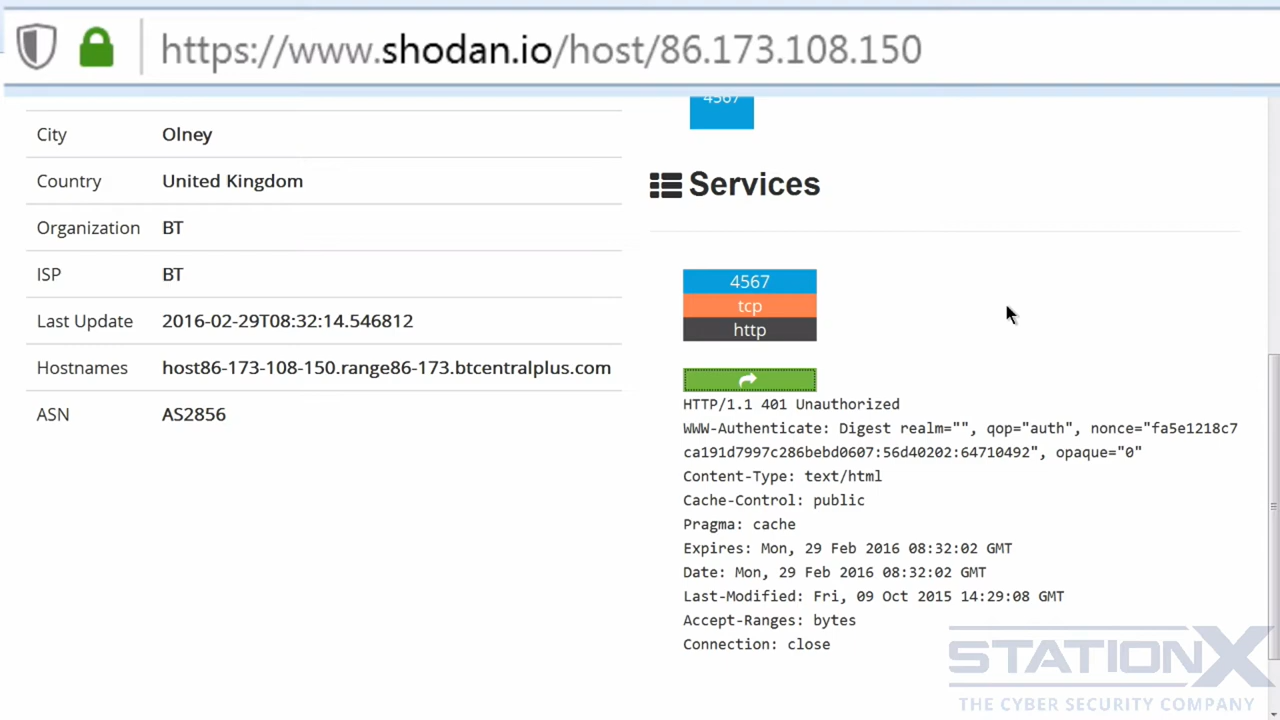 https://www.shodan.io/host/86.173.108.150
4567
City Olney
Country United Kingdom
Organization BT
ISP BT
Last Update 2016-02-29T08:32:14.546812
Hostnames host86-173-108-150.range86-173.btcentralplus.com
ASN AS2856
Services
4567
tcp
http
HTTP/1.1 401 Unauthorized
WWW-Authenticate: Digest realm="", qop="auth", nonce="fa5e1218c7
ca191d7997c286bebd0607:56d40202:64710492", opaque="0"
Content-Type: text/html
Cache-Control: public
Pragma: cache
Expires: Mon, 29 Feb 2016 08:32:02 GMT
Date: Mon, 29 Feb 2016 08:32:02 GMT
Last-Modified: Fri, 09 Oct 2015 14:29:08 GMT
Accept-Ranges: bytes
Connection: close
STATIONX
THE CYBER SECURITY COMPANY